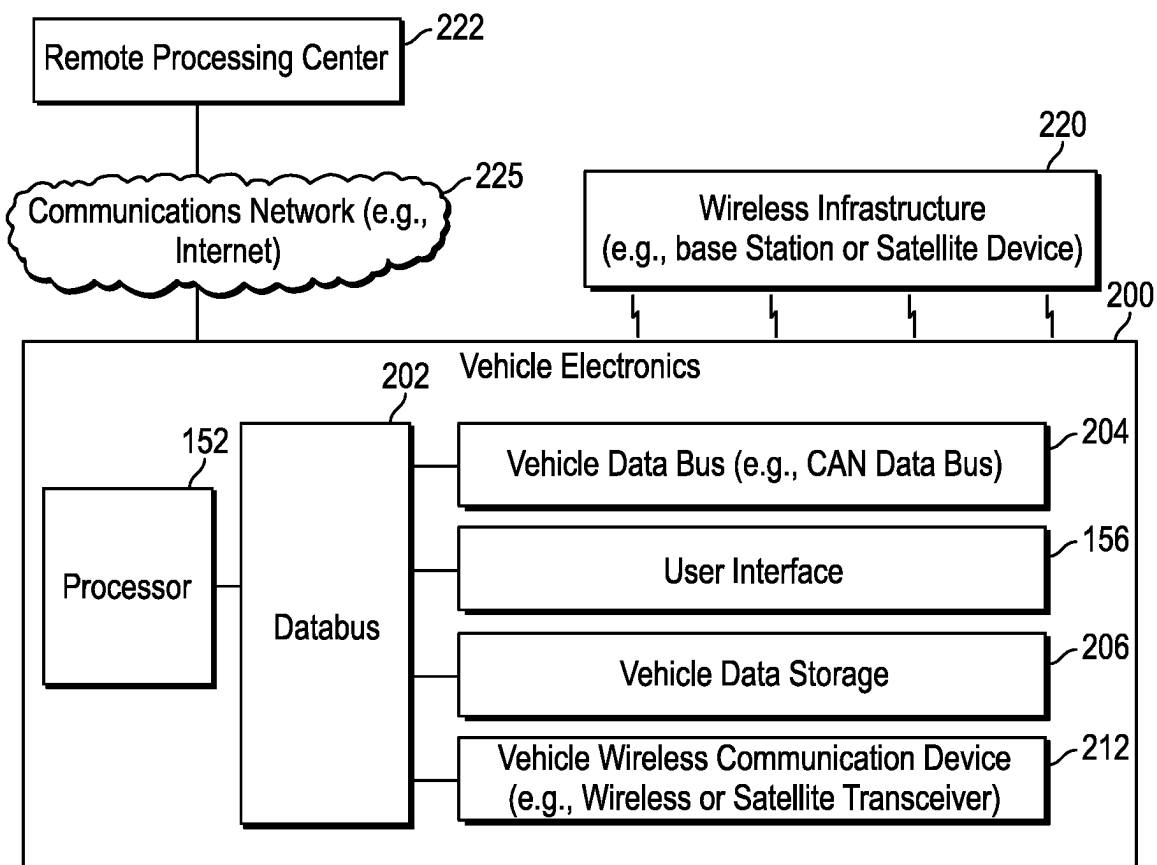 222
Remote Processing Center
220
225
Communications Network (e.g.,
Internet)
Wireless Infrastructure
(e.g., base Station or Satellite Device)
200
Vehicle Electronics
202
152
204
Vehicle Data Bus (e.g., CAN Data Bus)
156
User Interface
Processor
Databus
206
Vehicle Data Storage
212
Vehicle Wireless Communication Device
(e.g., Wireless or Satellite Transceiver)